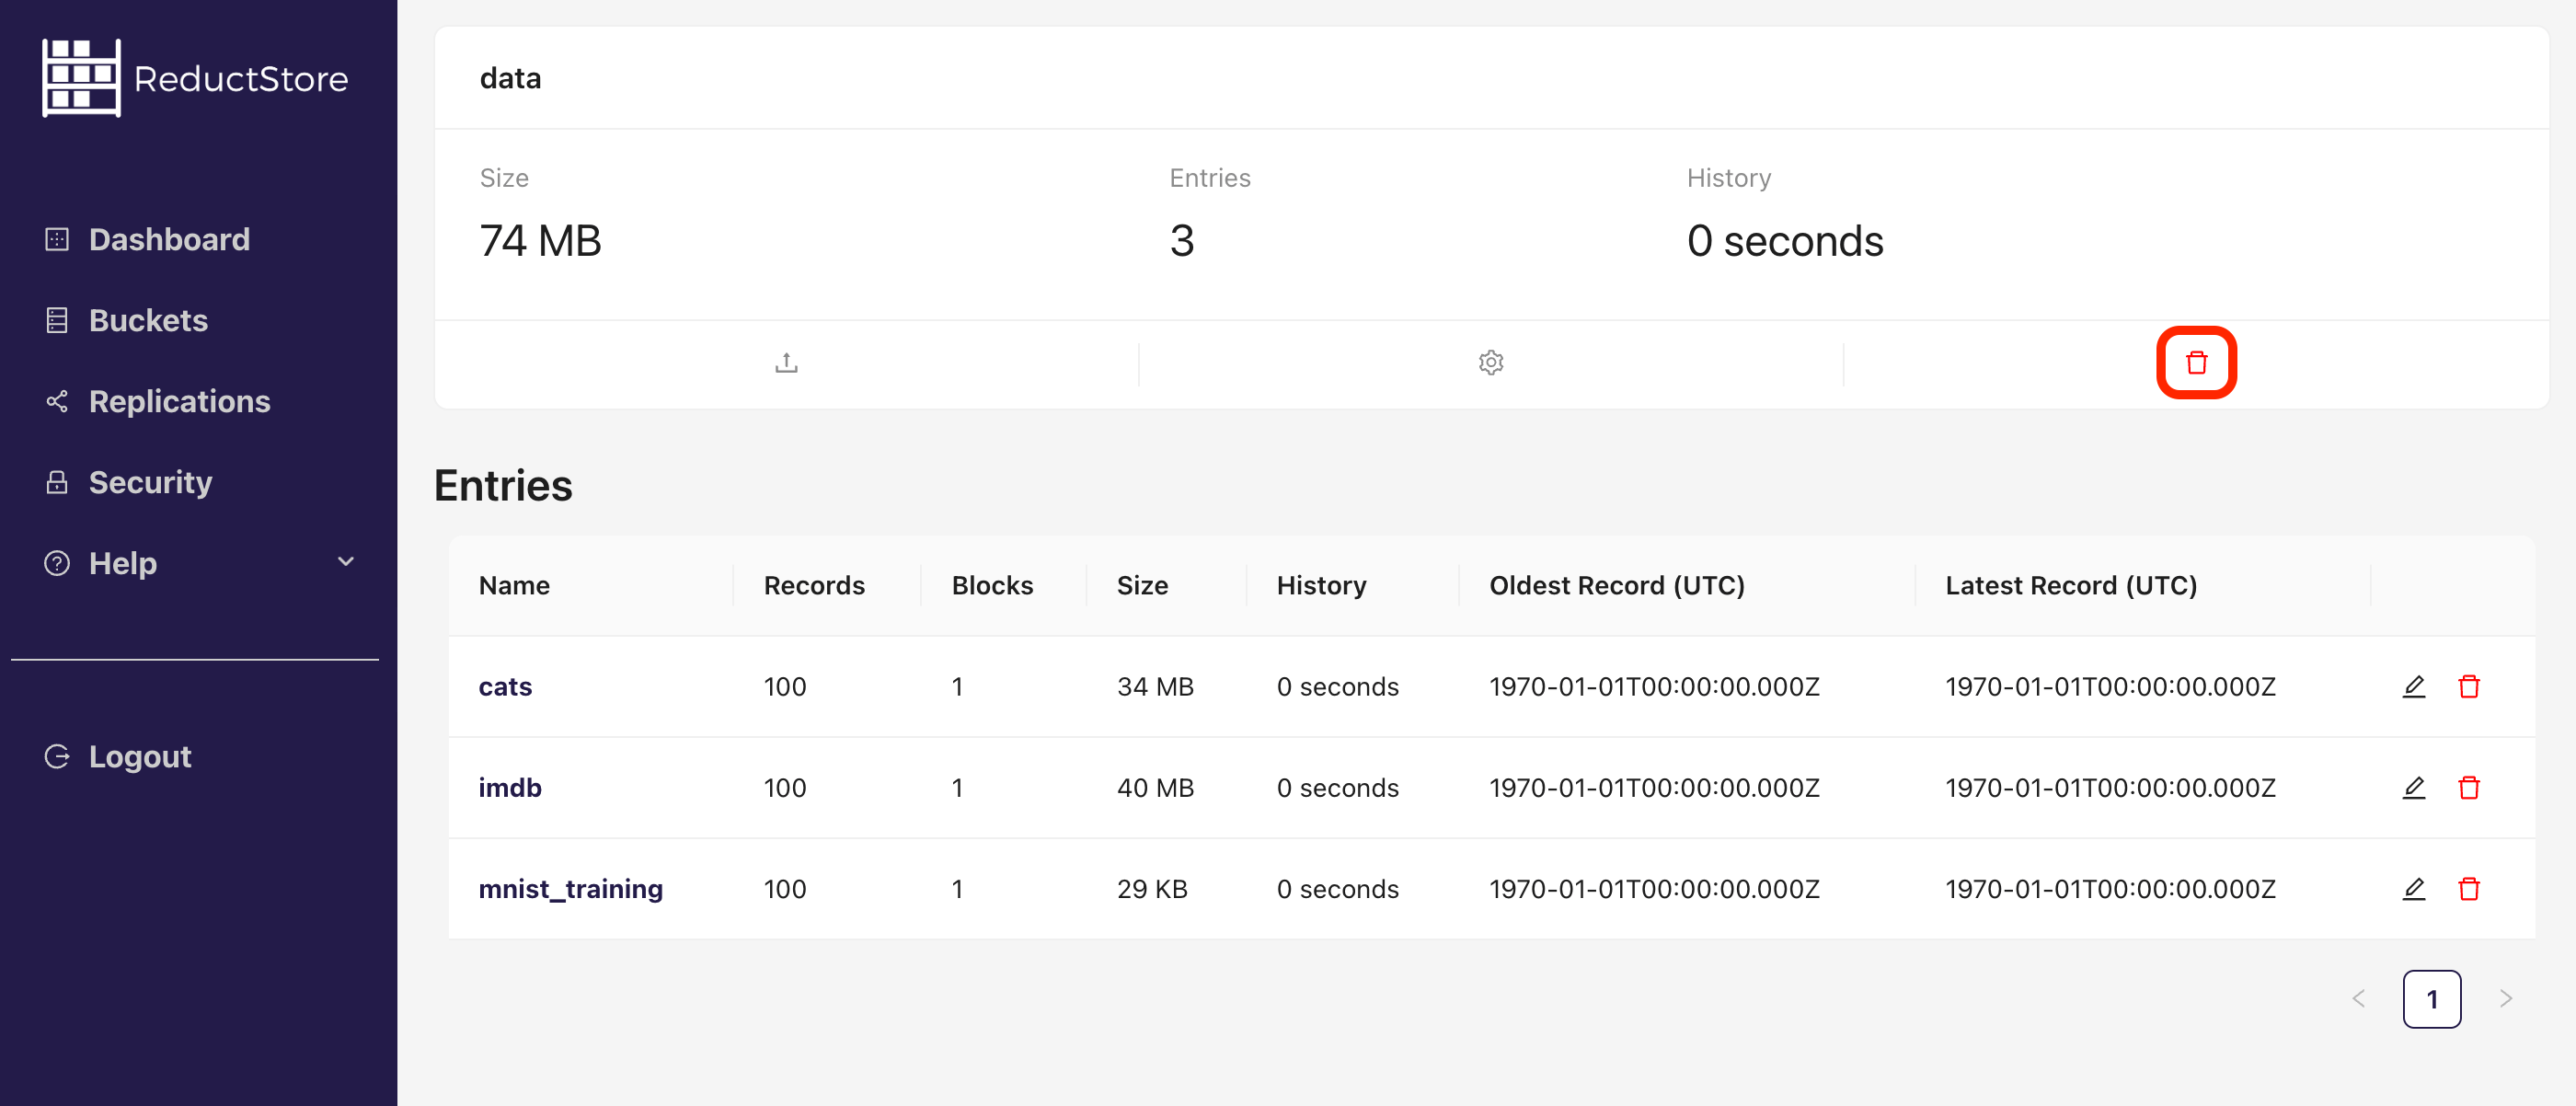 ReductStore
Dashboard
Buckets
Replications
Security
Help
Logout
data
Size Entries History
74 MB 3 0 seconds
Entries
Name Records Blocks Size History Oldest Record (UTC) Latest Record (UTC)
cats 100 1 34 MB 0 seconds 1970-01-01T00:00:00.000Z 1970-01-01T00:00:00.000Z
imdb 100 1 40 MB 0 seconds 1970-01-01T00:00:00.000Z 1970-01-01T00:00:00.000Z
mnist_training 100 1 29 KB 0 seconds 1970-01-01T00:00:00.000Z 1970-01-01T00:00:00.000Z
1